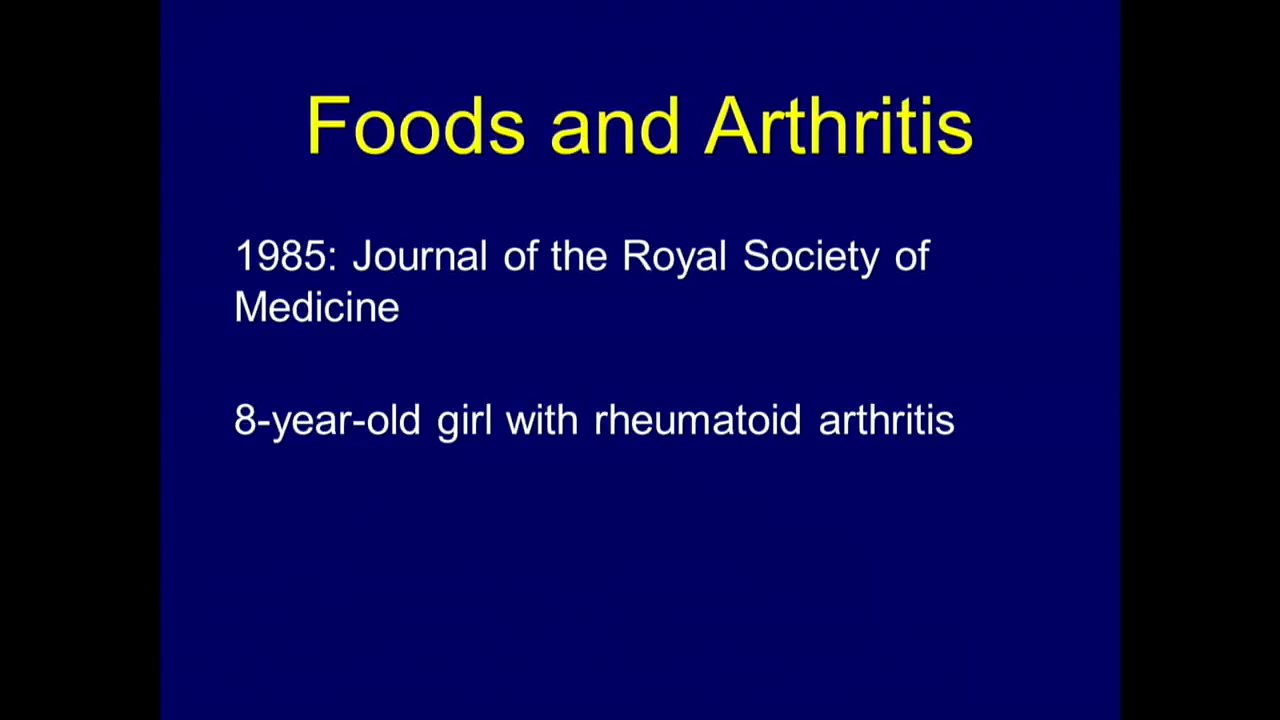 Foods and Arthritis
1985: Journal of the Royal Society of
Medicine
8-year-old girl with rheumatoid arthritis